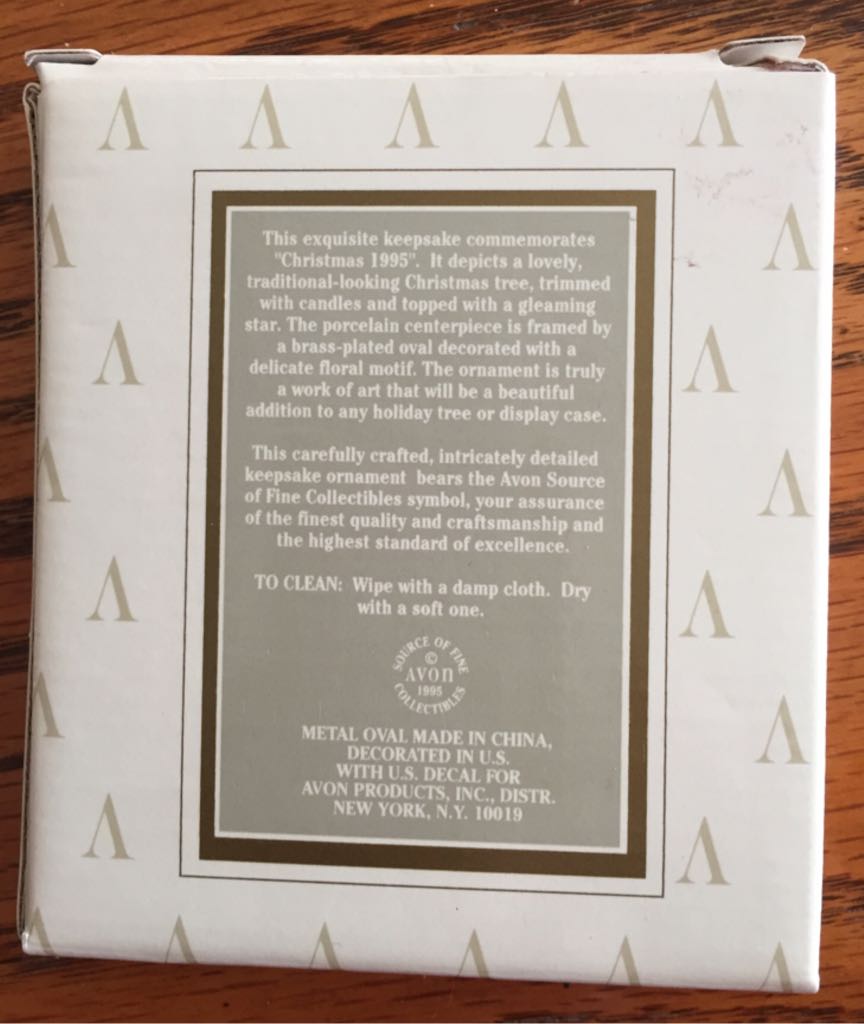 This exquisite keepsake commemorates
"Christmas 1995". It depicts a lovely,
traditional-looking Christmas tree, trimmed
with candles and topped with a gleaming
star. The porcelain centerpiece is framed by
a brass-plated oval decorated with a
delicate floral motif. The ornament is truly
a work of art that will be a beautiful
addition to any holiday tree or display case.
This carefully crafted, intricately detailed
keepsake ornament bears the Avon Source
of Fine Collectibles symbol, your assurance
of the finest quality and craftsmanship and
the highest standard of excellence.
TO CLEAN: Wipe with a damp cloth. Dry
with a soft one.
SOURCE OF FINE
©
AVON
1995
COLLECTIBLES
METAL OVAL MADE IN CHINA,
DECORATED IN U.S.
WITH U.S. DECAL FOR
AVON PRODUCTS, INC., DISTR.
NEW YORK, N.Y. 10019